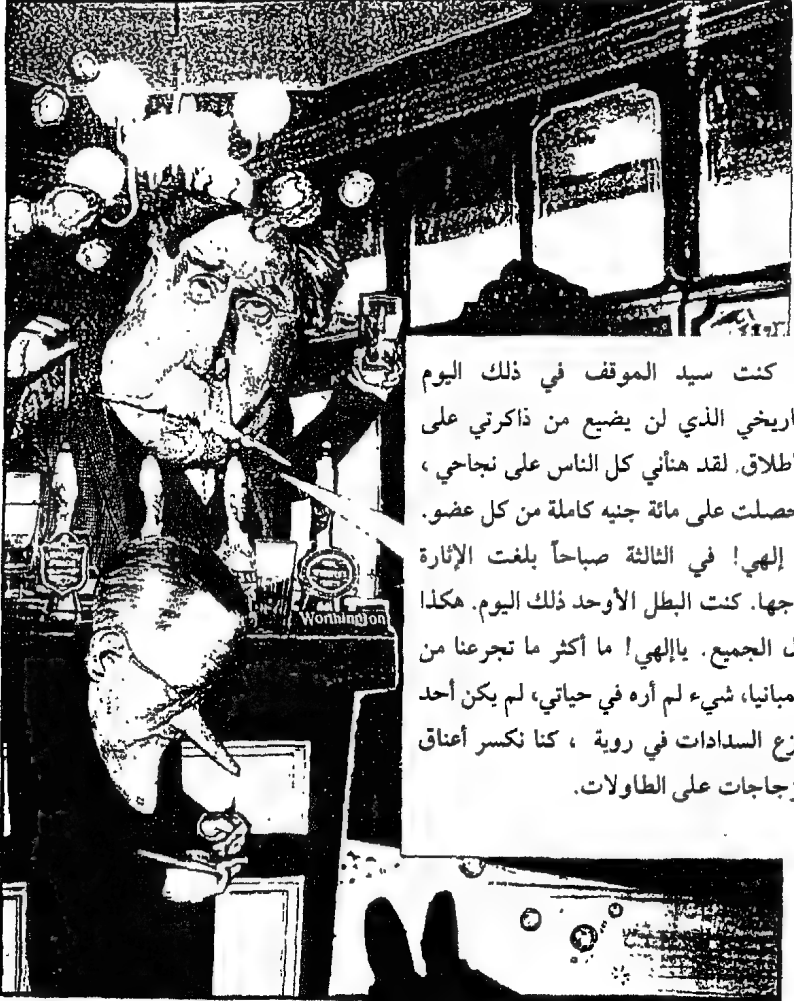 كنت سيد الموقف في ذلك اليوم
اريخي الذي لن يضيع من ذاكرتي على
طلاق. لقد هنأني كل الناس على نجاحي ،
حصلت على مائة جنيه كاملة من كل عضو.
إلهي! في الثالثة صباحاً بلغت الإثارة
جها. كنت البطل الأوحد ذلك اليوم. هكذا
ل الجميع. ياإلهي! ما أكثر ما تجرعنا من
مبانيا، شيء لم أره في حياتي، لم يكن أحد
زع السدادات في روية ، كنا نكسر أعناق
زجاجات على الطاولات.
Worthington